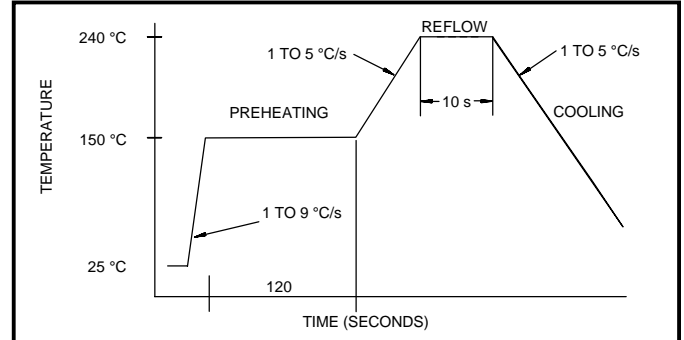 REFLOW
240 °C
1 TO 5 °C/s
1 TO 5 °C/s
10 s
PREHEATING
COOLING
TEMPERATURE
150 °C
1 TO 9 °C/s
25 °C
120
TIME (SECONDS)